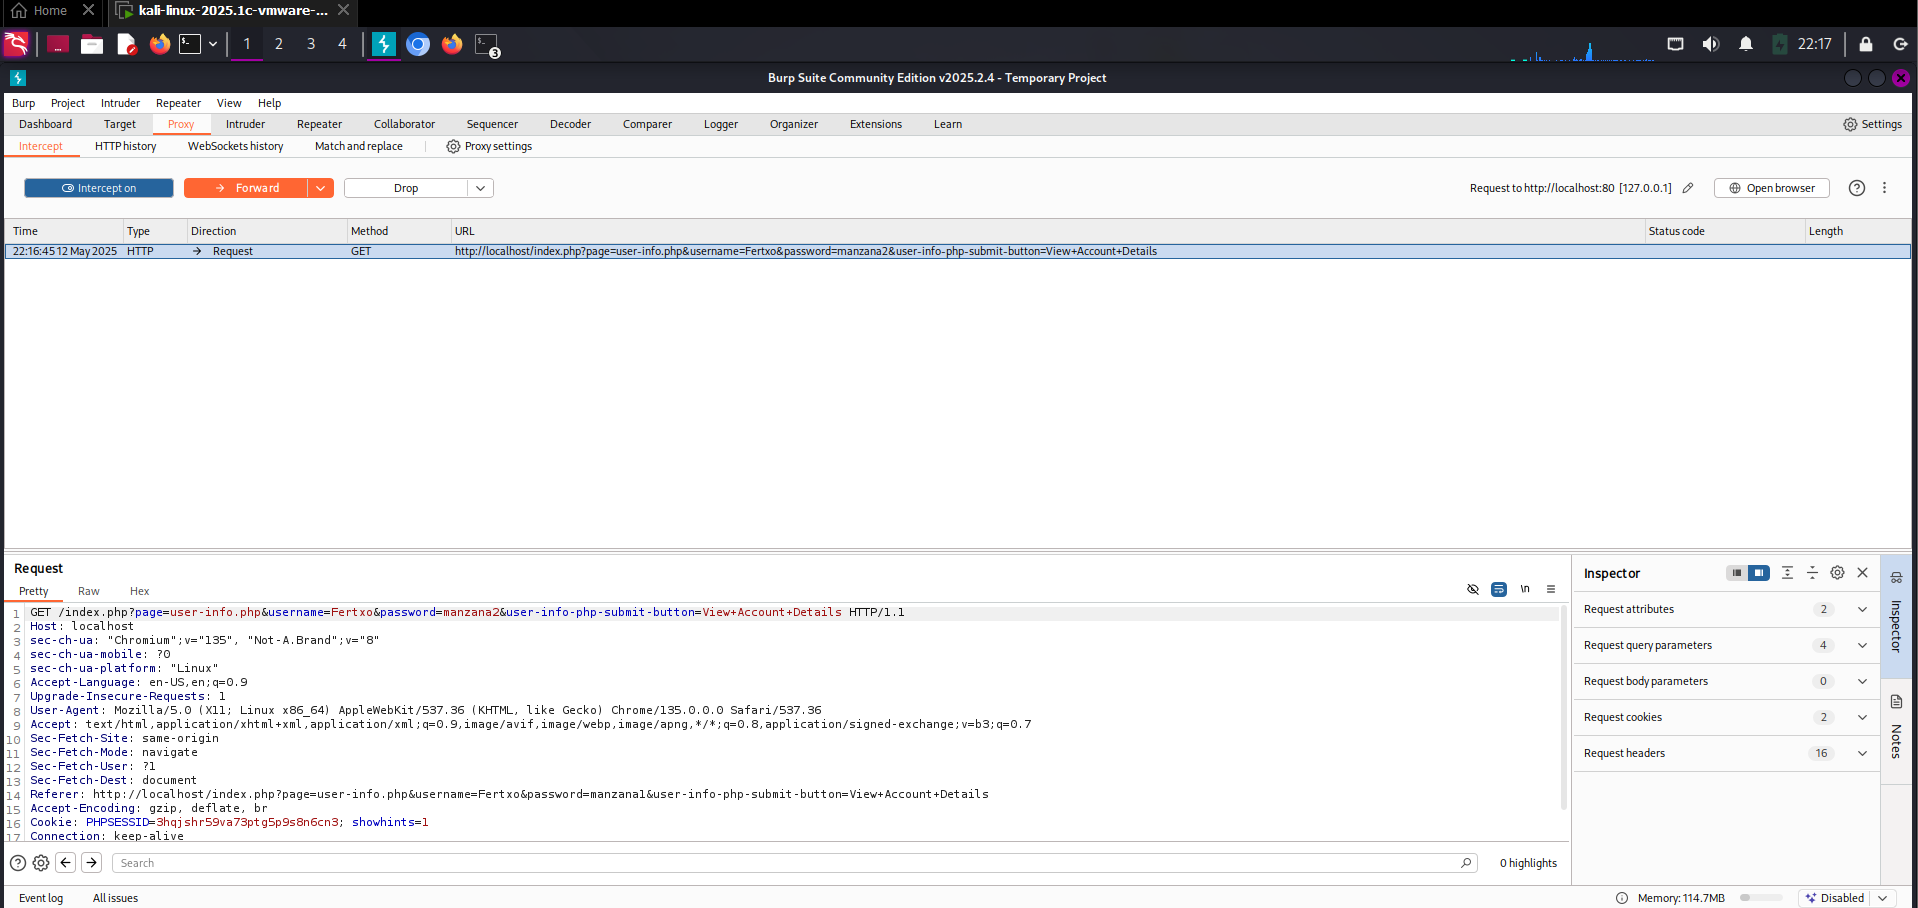 Home
kali-linux-2025.1c-vmware-...
1 2 3 4
3
22:17
Burp Suite Community Edition v2025.2.4 - Temporary Project
Burp Project Intruder Repeater View Help
Dashboard Target Proxy Intruder Repeater Collaborator Sequencer Decoder Comparer Logger Organizer Extensions Learn
Settings
Intercept HTTP history WebSockets history Match and replace Proxy settings
Intercept on Forward Drop
Request to http://localhost:80 [127.0.0.1]
Open browser
Time Type Direction Method URL Status code Length
22:16:45 12 May 2025 HTTP → Request GET http://localhost/index.php?page=user-info.php&username=Fertxo&password=manzana2&user-info-php-submit-button=View+Account+Details
Request
Pretty Raw Hex
\n
1 GET /index.php?page=user-info.php&username=Fertxo&password=manzana2&user-info-php-submit-button=View+Account+Details HTTP/1.1
2 Host: localhost
3 sec-ch-ua: "Chromium";v="135", "Not-A.Brand";v="8"
4 sec-ch-ua-mobile: ?0
5 sec-ch-ua-platform: "Linux"
6 Accept-Language: en-US,en;q=0.9
7 Upgrade-Insecure-Requests: 1
8 User-Agent: Mozilla/5.0 (X11; Linux x86_64) AppleWebKit/537.36 (KHTML, like Gecko) Chrome/135.0.0.0 Safari/537.36
9 Accept: text/html,application/xhtml+xml,application/xml;q=0.9,image/avif,image/webp,image/apng,*/*;q=0.8,application/signed-exchange;v=b3;q=0.7
10 Sec-Fetch-Site: same-origin
11 Sec-Fetch-Mode: navigate
12 Sec-Fetch-User: ?1
13 Sec-Fetch-Dest: document
14 Referer: http://localhost/index.php?page=user-info.php&username=Fertxo&password=manzana1&user-info-php-submit-button=View+Account+Details
15 Accept-Encoding: gzip, deflate, br
16 Cookie: PHPSESSID=3hqjshr59va73ptg5p9s8n6cn3; showhints=1
17 Connection: keep-alive
Search
0 highlights
Inspector
Request attributes 2
Request query parameters 4
Request body parameters 0
Request cookies 2
Request headers 16
Inspector
Notes
Event log All issues
Memory: 114.7MB
Disabled